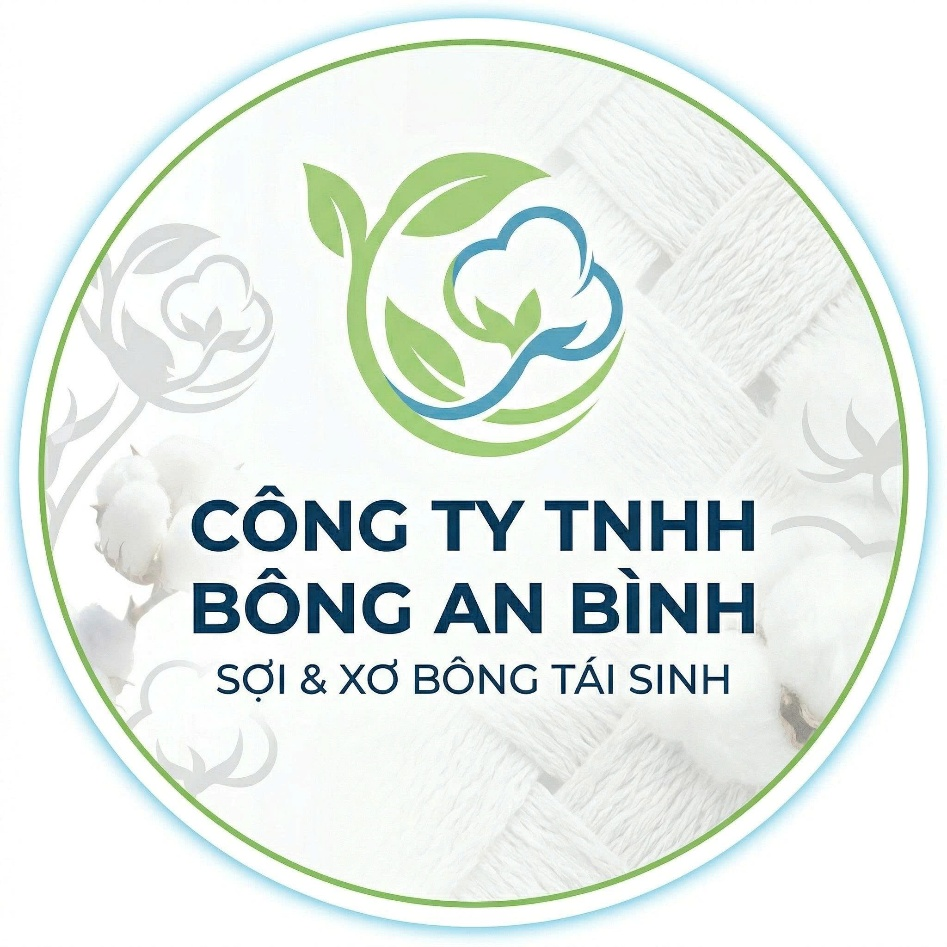 CÔNG TY TNHH
BÔNG AN BÌNH
SỢI & XƠ BÔNG TÁI SINH